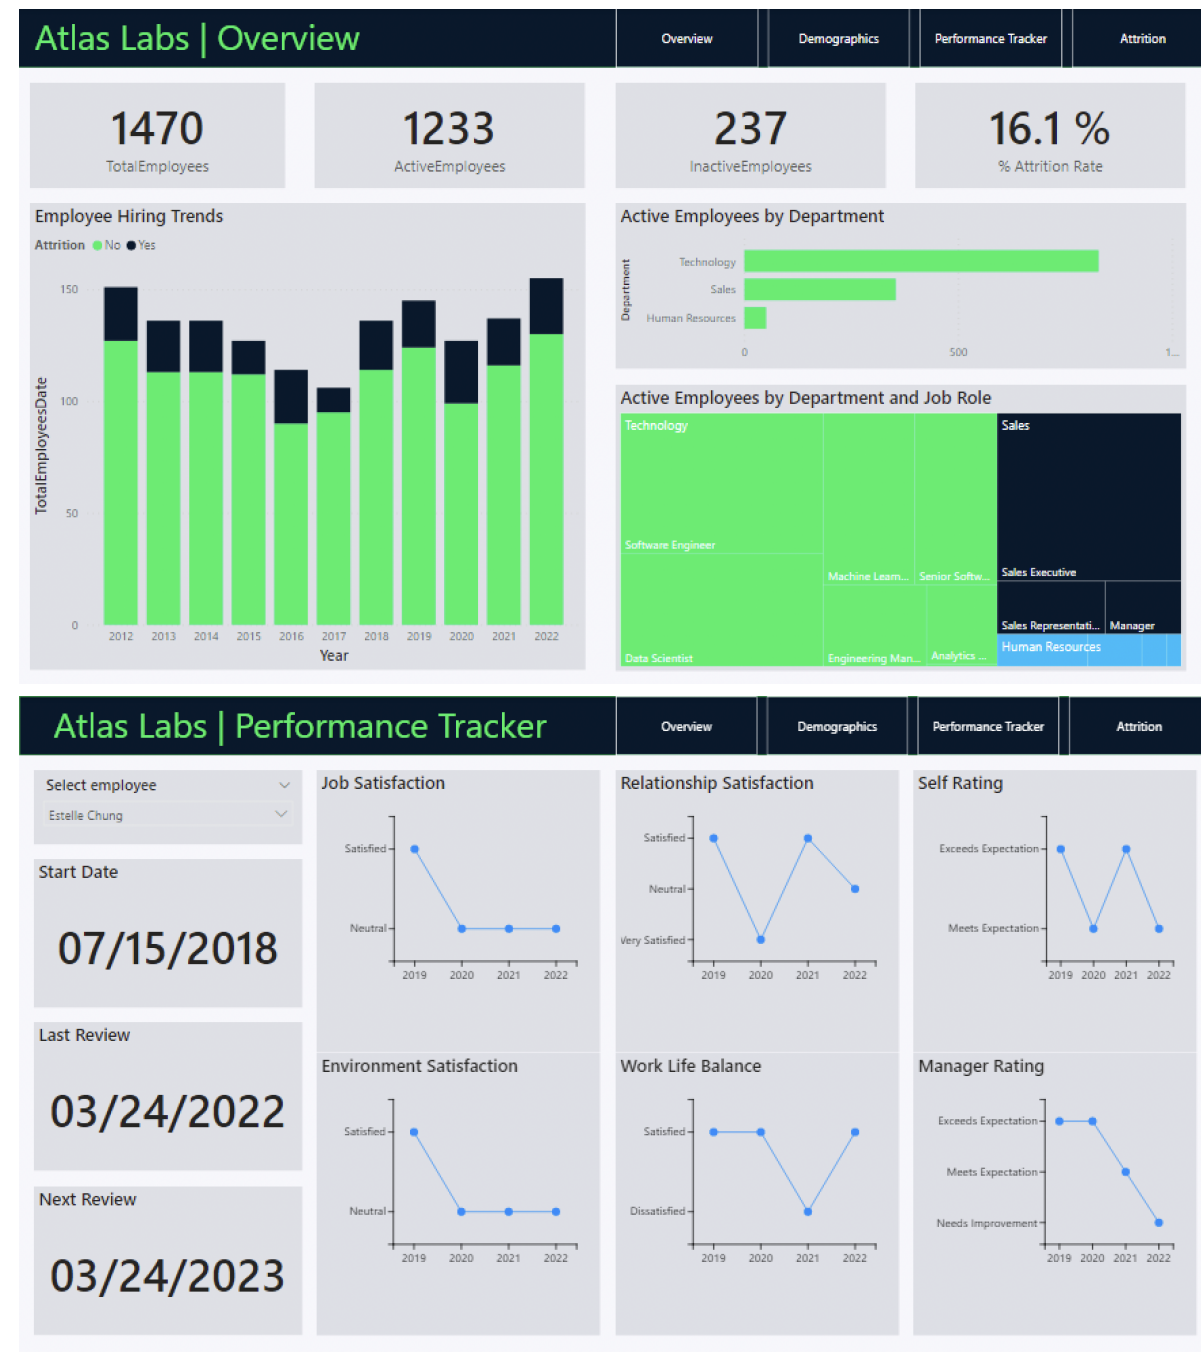 Atlas Labs | Overview
Overview
Demographics
Performance Tracker
Attrition
1470
TotalEmployees
1233
ActiveEmployees
237
InactiveEmployees
16.1 %
% Attrition Rate
Employee Hiring Trends
Attrition No Yes
TotalEmployeesDate
150
100
50
0
2012 2013 2014 2015 2016 2017 2018 2019 2020 2021 2022
Year
Active Employees by Department
Department
Technology
Sales
Human Resources
0 500 1...
Active Employees by Department and Job Role
Technology
Software Engineer
Data Scientist
Machine Learn...
Senior Softw...
Engineering Man...
Analytics ...
Sales
Sales Executive
Sales Representati...
Manager
Human Resources
Atlas Labs | Performance Tracker
Overview
Demographics
Performance Tracker
Attrition
Select employee
Estelle Chung
Start Date
07/15/2018
Last Review
03/24/2022
Next Review
03/24/2023
Job Satisfaction
Satisfied
Neutral
2019 2020 2021 2022
Relationship Satisfaction
Satisfied
Neutral
Very Satisfied
2019 2020 2021 2022
Self Rating
Exceeds Expectation
Meets Expectation
2019 2020 2021 2022
Environment Satisfaction
Satisfied
Neutral
2019 2020 2021 2022
Work Life Balance
Satisfied
Dissatisfied
2019 2020 2021 2022
Manager Rating
Exceeds Expectation
Meets Expectation
Needs Improvement
2019 2020 2021 2022